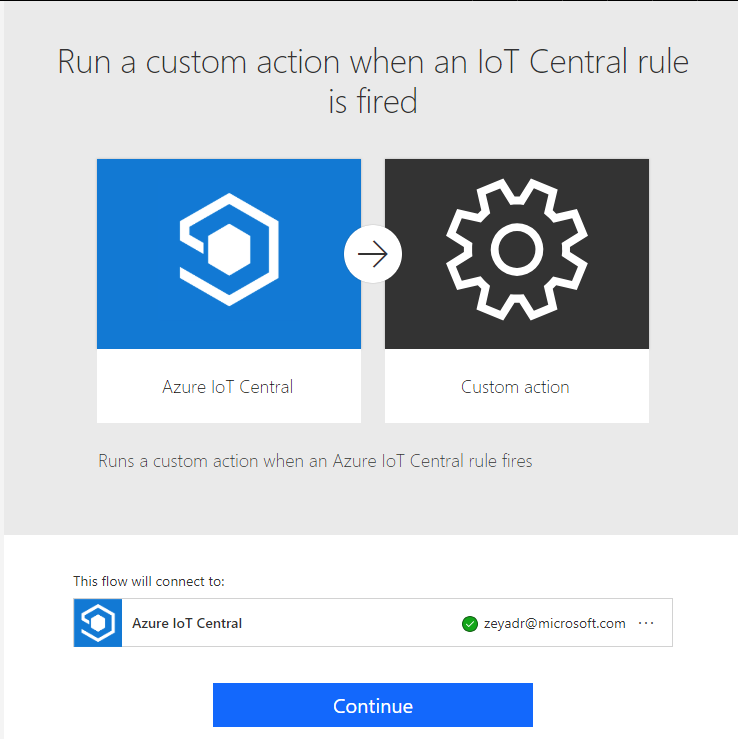 Run a custom action when an IoT Central rule
is fired
Azure IoT Central
Custom action
Runs a custom action when an Azure IoT Central rule fires
This flow will connect to:
Azure IoT Central
zeyadr@microsoft.com
Continue